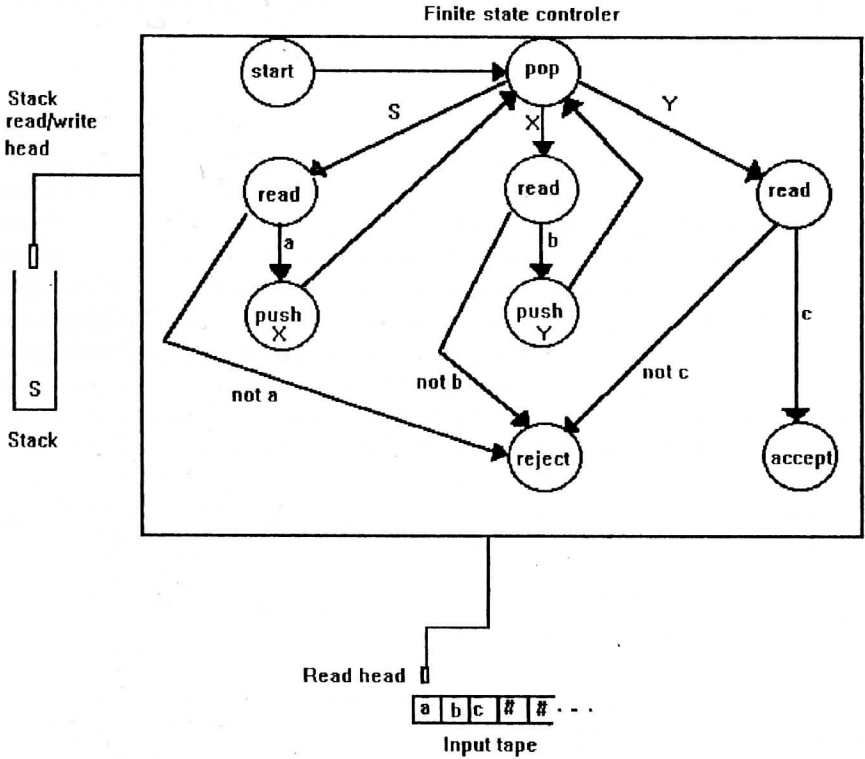 Finite state controler
start
pop
Stack
read/write
head
S
X
Y
read
read
read
a
b
c
push
X
push
Y
S
not a
not b
not c
Stack
reject
accept
Read head
a b c # # . . .
Input tape